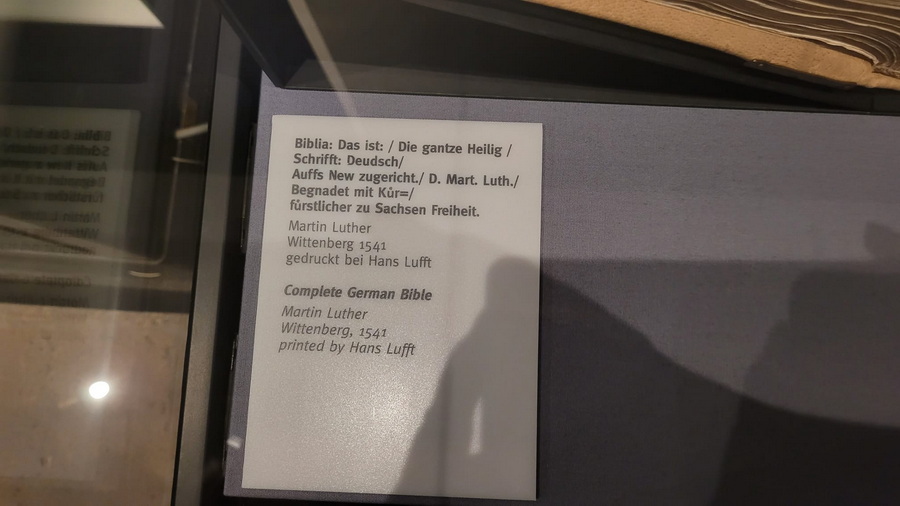 Biblia: Das ist: / Die gantze Heilig /
Schrifft: Deudsch/
Auffs New zugericht./ D. Mart. Luth./
Begnadet mit Kůr=/
fůrstlicher zu Sachsen Freiheit.
Martin Luther
Wittenberg 1541
gedruckt bei Hans Lufft
Complete German Bible
Martin Luther
Wittenberg, 1541
printed by Hans Lufft